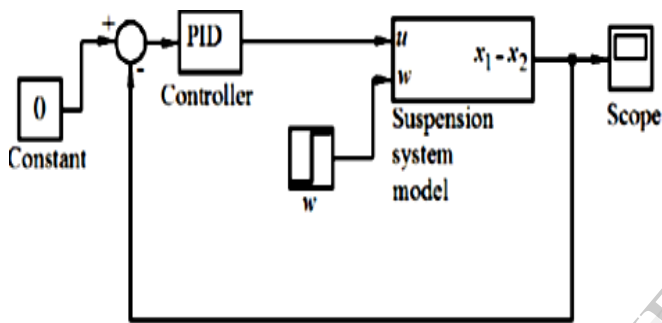 +
-
PID
Controller
0
Constant
u
w
x1 - x2
Suspension
system
model
w
Scope